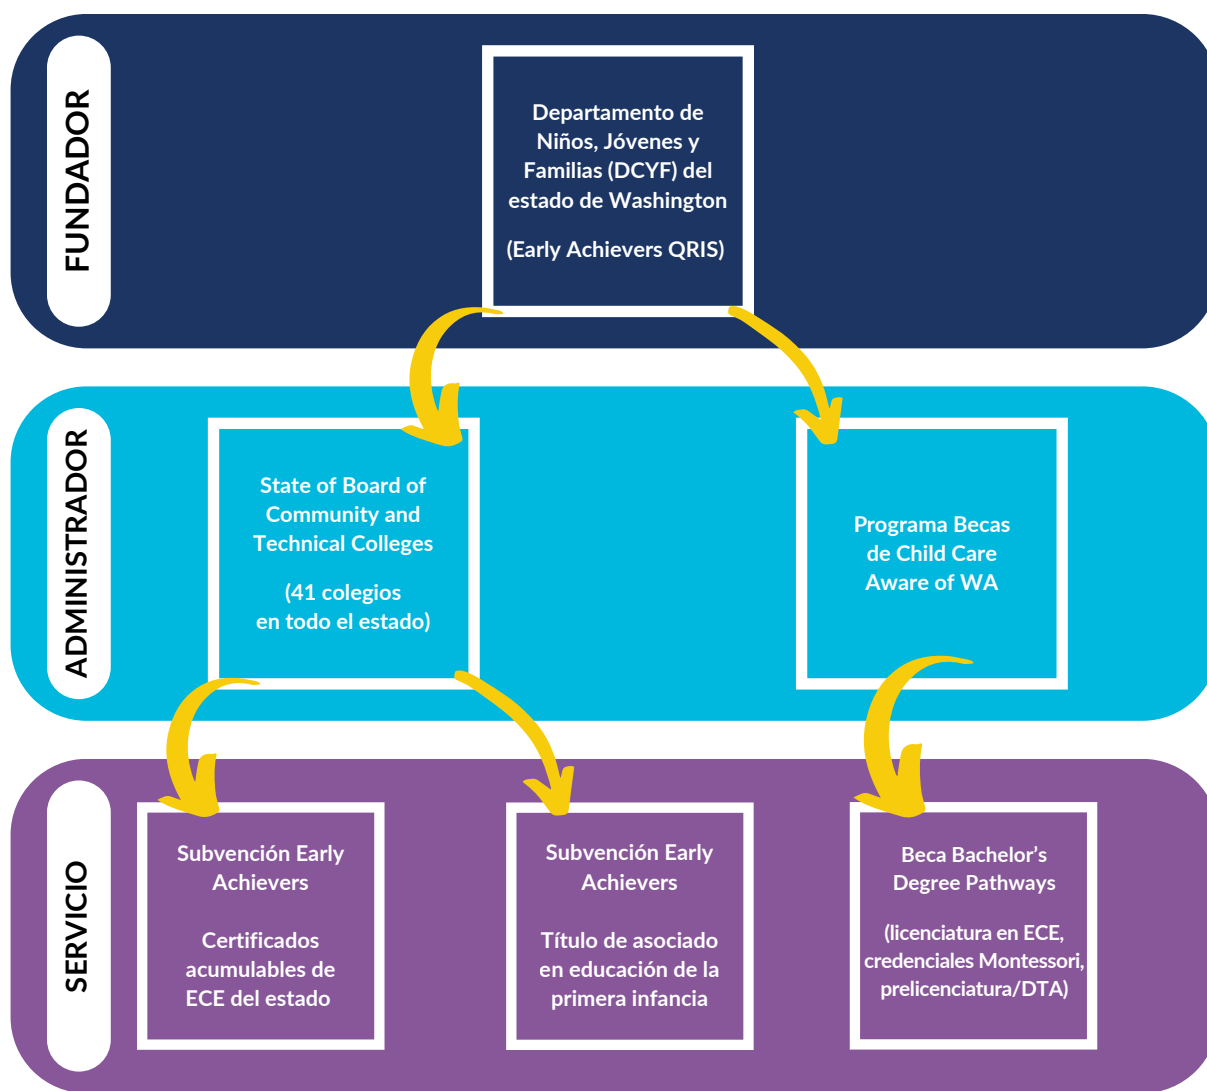 FUNDADOR
Departamento de
Niños, Jóvenes y
Familias (DCYF) del
estado de Washington
(Early Achievers QRIS)
ADMINISTRADOR
State of Board of
Community and
Technical Colleges
(41 colegios
en todo el estado)
Programa Becas
de Child Care
Aware of WA
SERVICIO
Subvención Early
Achievers
Certificados
acumulables de
ECE del estado
Subvención Early
Achievers
Título de asociado
en educación de la
primera infancia
Beca Bachelor’s
Degree Pathways
(licenciatura en ECE,
credenciales Montessori,
prelicenciatura/DTA)